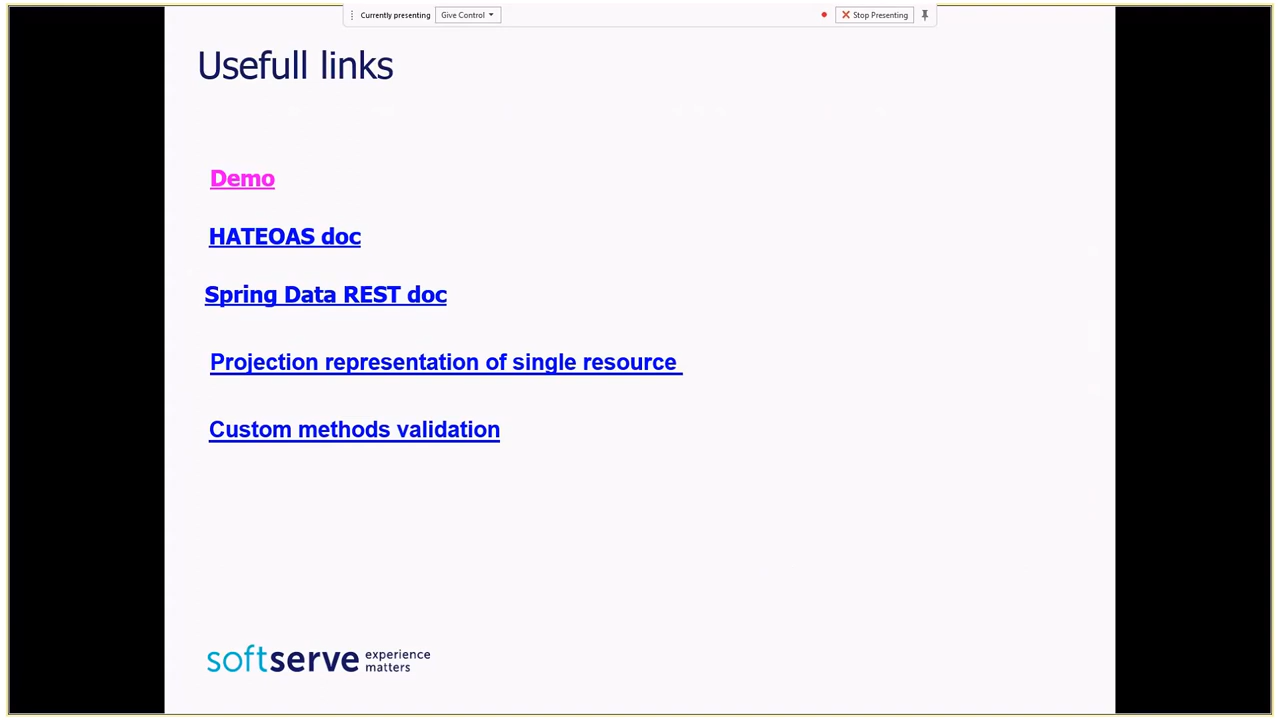 Currently presenting Give Control Stop Presenting
Usefull links
Demo
HATEOAS doc
Spring Data REST doc
Projection representation of single resource
Custom methods validation
softserve experience
matters